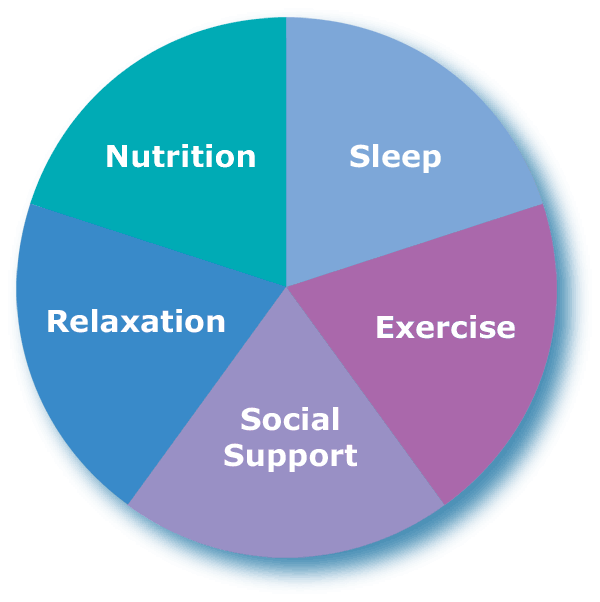 Nutrition
Sleep
Relaxation
Exercise
Social
Support